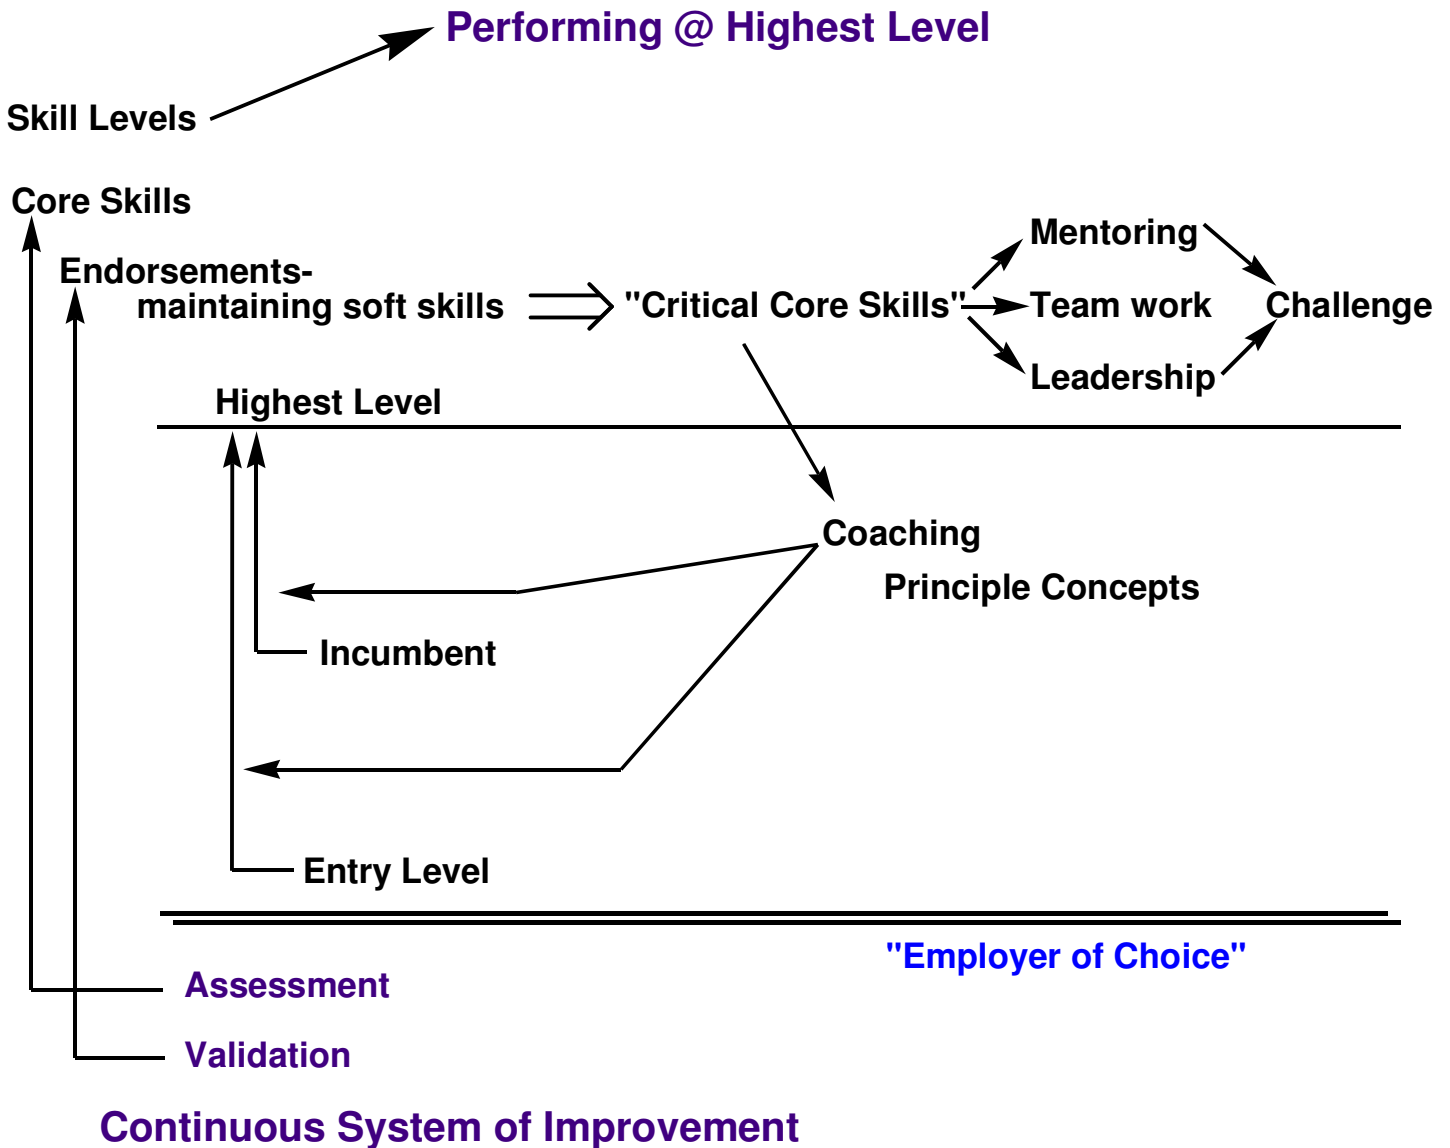 Performing @ Highest Level
Skill Levels
Core Skills
Endorsements-
maintaining soft skills
"Critical Core Skills"
Mentoring
Team work
Leadership
Challenge
Highest Level
Coaching
Principle Concepts
Incumbent
Entry Level
"Employer of Choice"
Assessment
Validation
Continuous System of Improvement